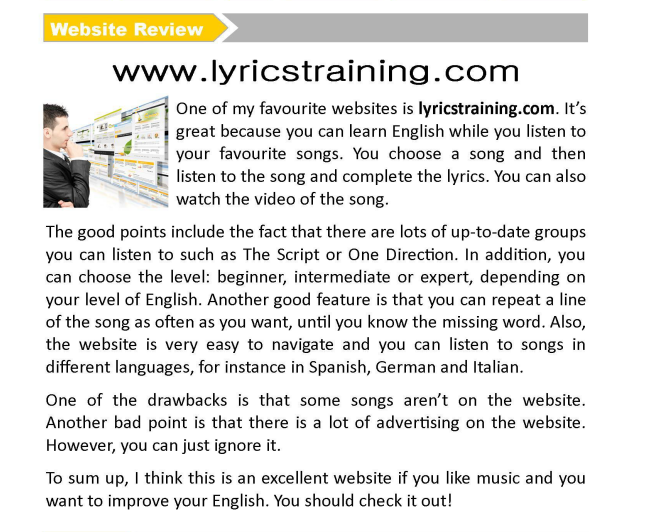 Website Review
www.lyricstraining.com
One of my favourite websites is lyricstraining.com. It's
great because you can learn English while you listen to
your favourite songs. You choose a song and then
listen to the song and complete the lyrics. You can also
watch the video of the song.
The good points include the fact that there are lots of up-to-date groups
you can listen to such as The Script or One Direction. In addition, you
can choose the level: beginner, intermediate or expert, depending on
your level of English. Another good feature is that you can repeat a line
of the song as often as you want, until you know the missing word. Also,
the website is very easy to navigate and you can listen to songs in
different languages, for instance in Spanish, German and Italian.
One of the drawbacks is that some songs aren't on the website.
Another bad point is that there is a lot of advertising on the website.
However, you can just ignore it.
To sum up, I think this is an excellent website if you like music and you
want to improve your English. You should check it out!